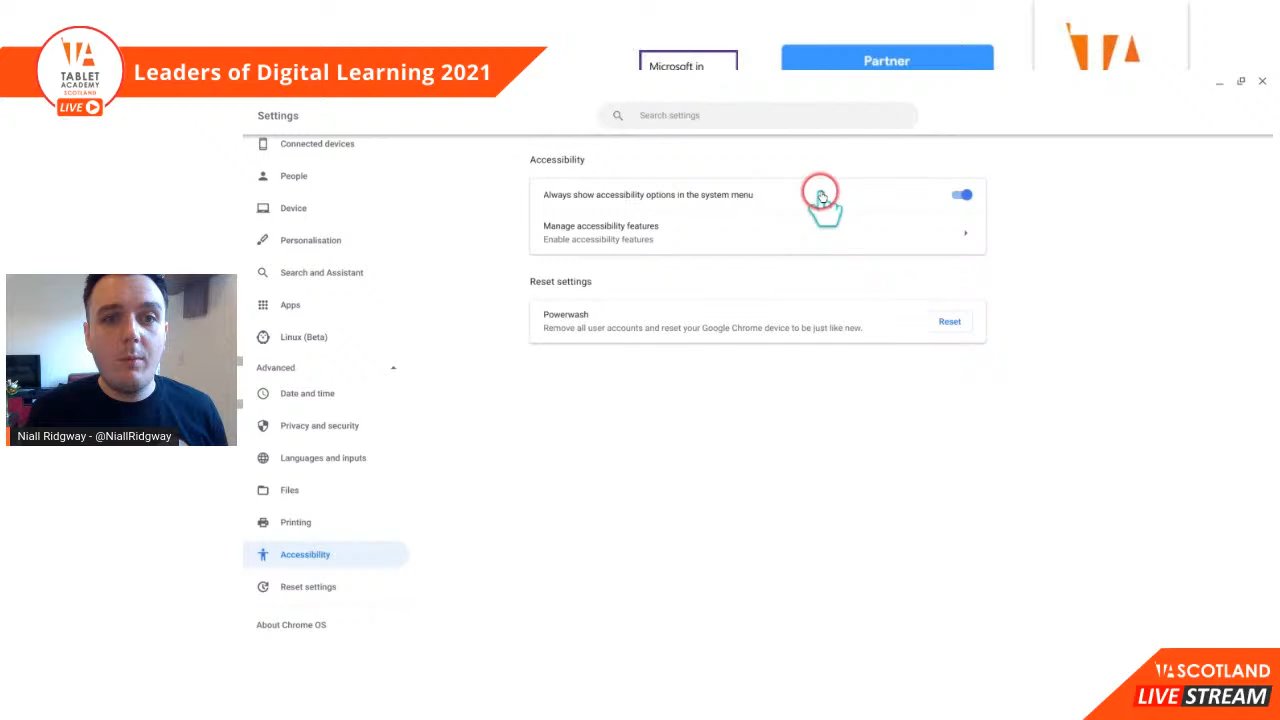 TABLET
ACADEMY
SCOTLAND
LIVE
Leaders of Digital Learning 2021
Microsoft in
Partner
Settings
Search settings
Connected devices
People
Device
Personalisation
Search and Assistant
Apps
Linux (Beta)
Advanced
Date and time
Privacy and security
Languages and inputs
Files
Printing
Accessibility
Reset settings
About Chrome OS
Accessibility
Always show accessibility options in the system menu
Manage accessibility features
Enable accessibility features
Reset settings
Powerwash
Remove all user accounts and reset your Google Chrome device to be just like new.
Reset
Niall Ridgway - @NiallRidgway
TA SCOTLAND
LIVE STREAM